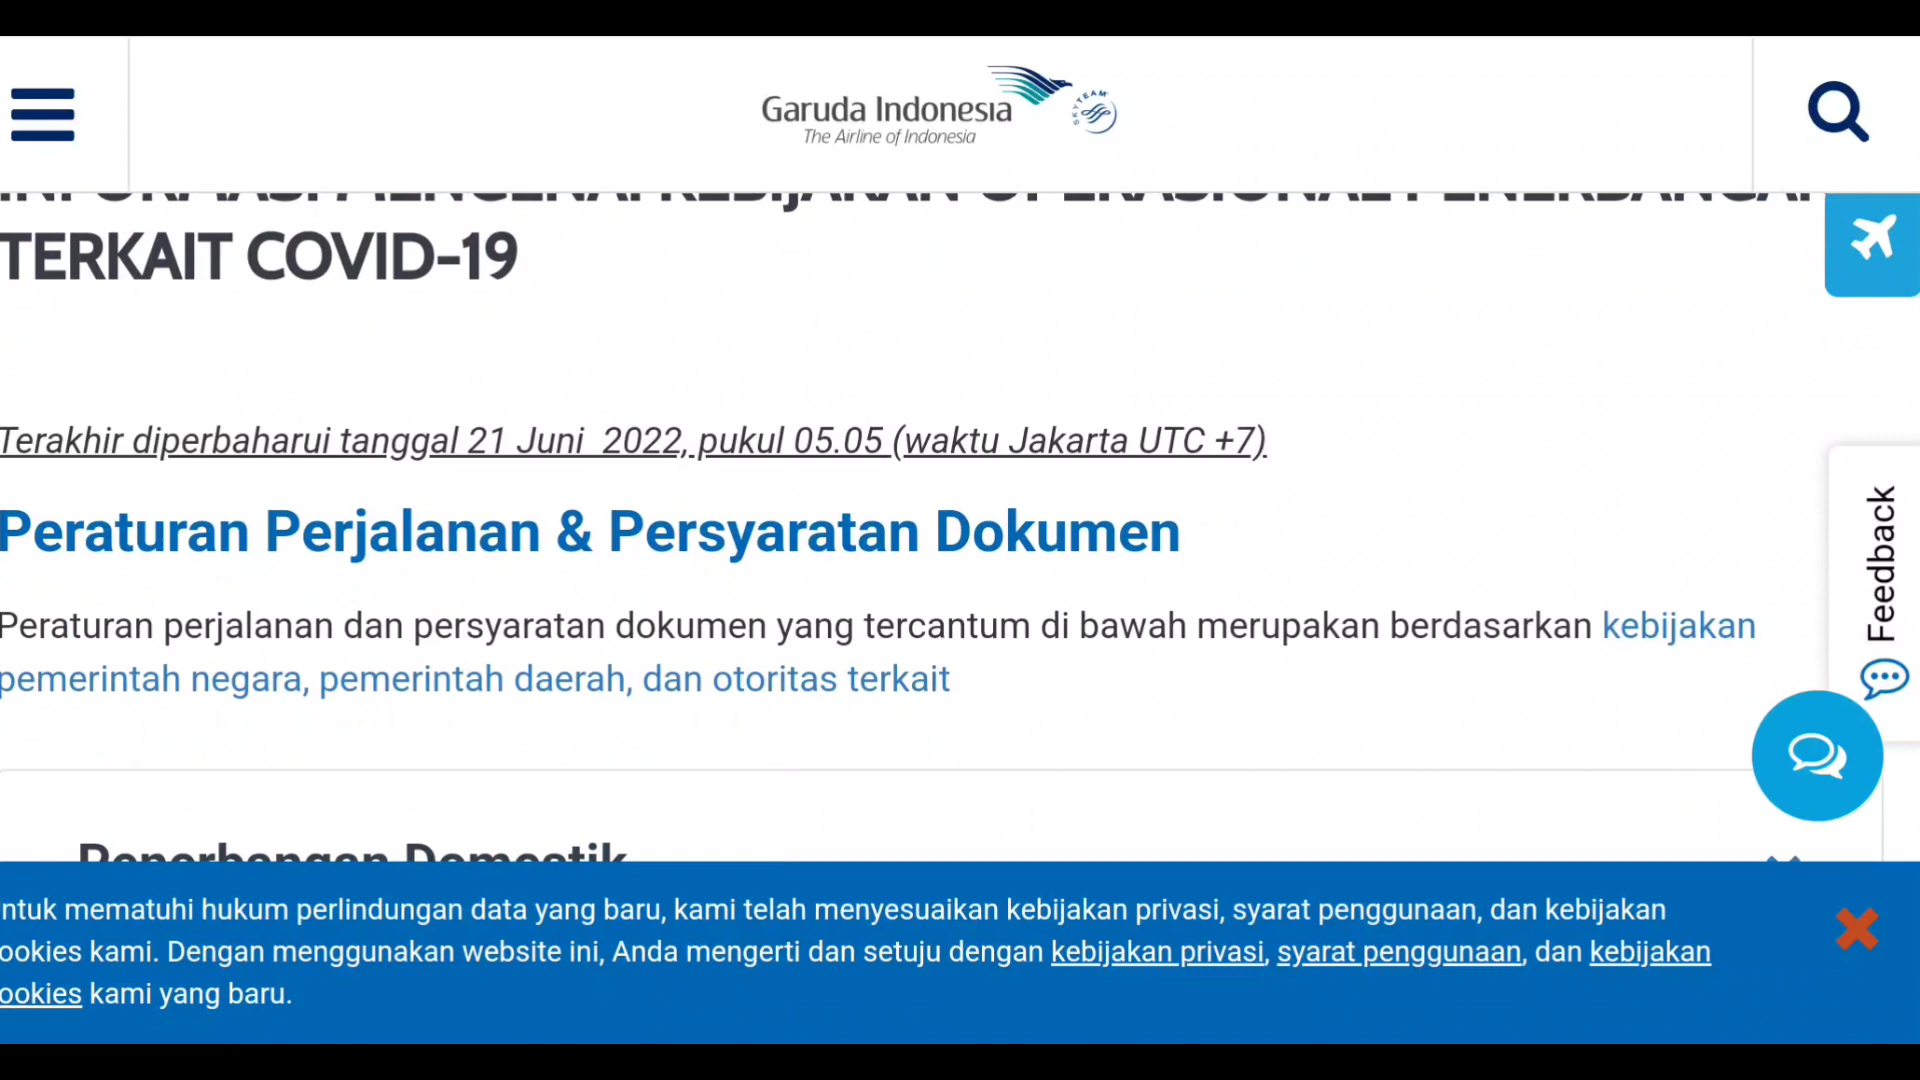 Garuda Indonesia
The Airline of Indonesia
SKYTEAM
TERKAIT COVID-19
Terakhir diperbaharui tanggal 21 Juni 2022, pukul 05.05 (waktu Jakarta UTC +7)
Peraturan Perjalanan & Persyaratan Dokumen
Peraturan perjalanan dan persyaratan dokumen yang tercantum di bawah merupakan berdasarkan kebijakan
pemerintah negara, pemerintah daerah, dan otoritas terkait
Feedback
Penerbangan Domestik
ntuk mematuhi hukum perlindungan data yang baru, kami telah menyesuaikan kebijakan privasi, syarat penggunaan, dan kebijakan
ookies kami. Dengan menggunakan website ini, Anda mengerti dan setuju dengan kebijakan privasi, syarat penggunaan, dan kebijakan
ookies kami yang baru.